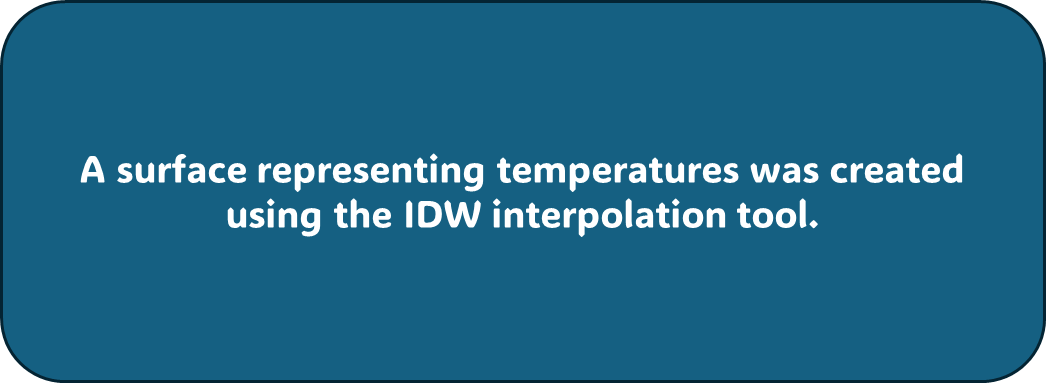 A surface representing temperatures was created
using the IDW interpolation tool.